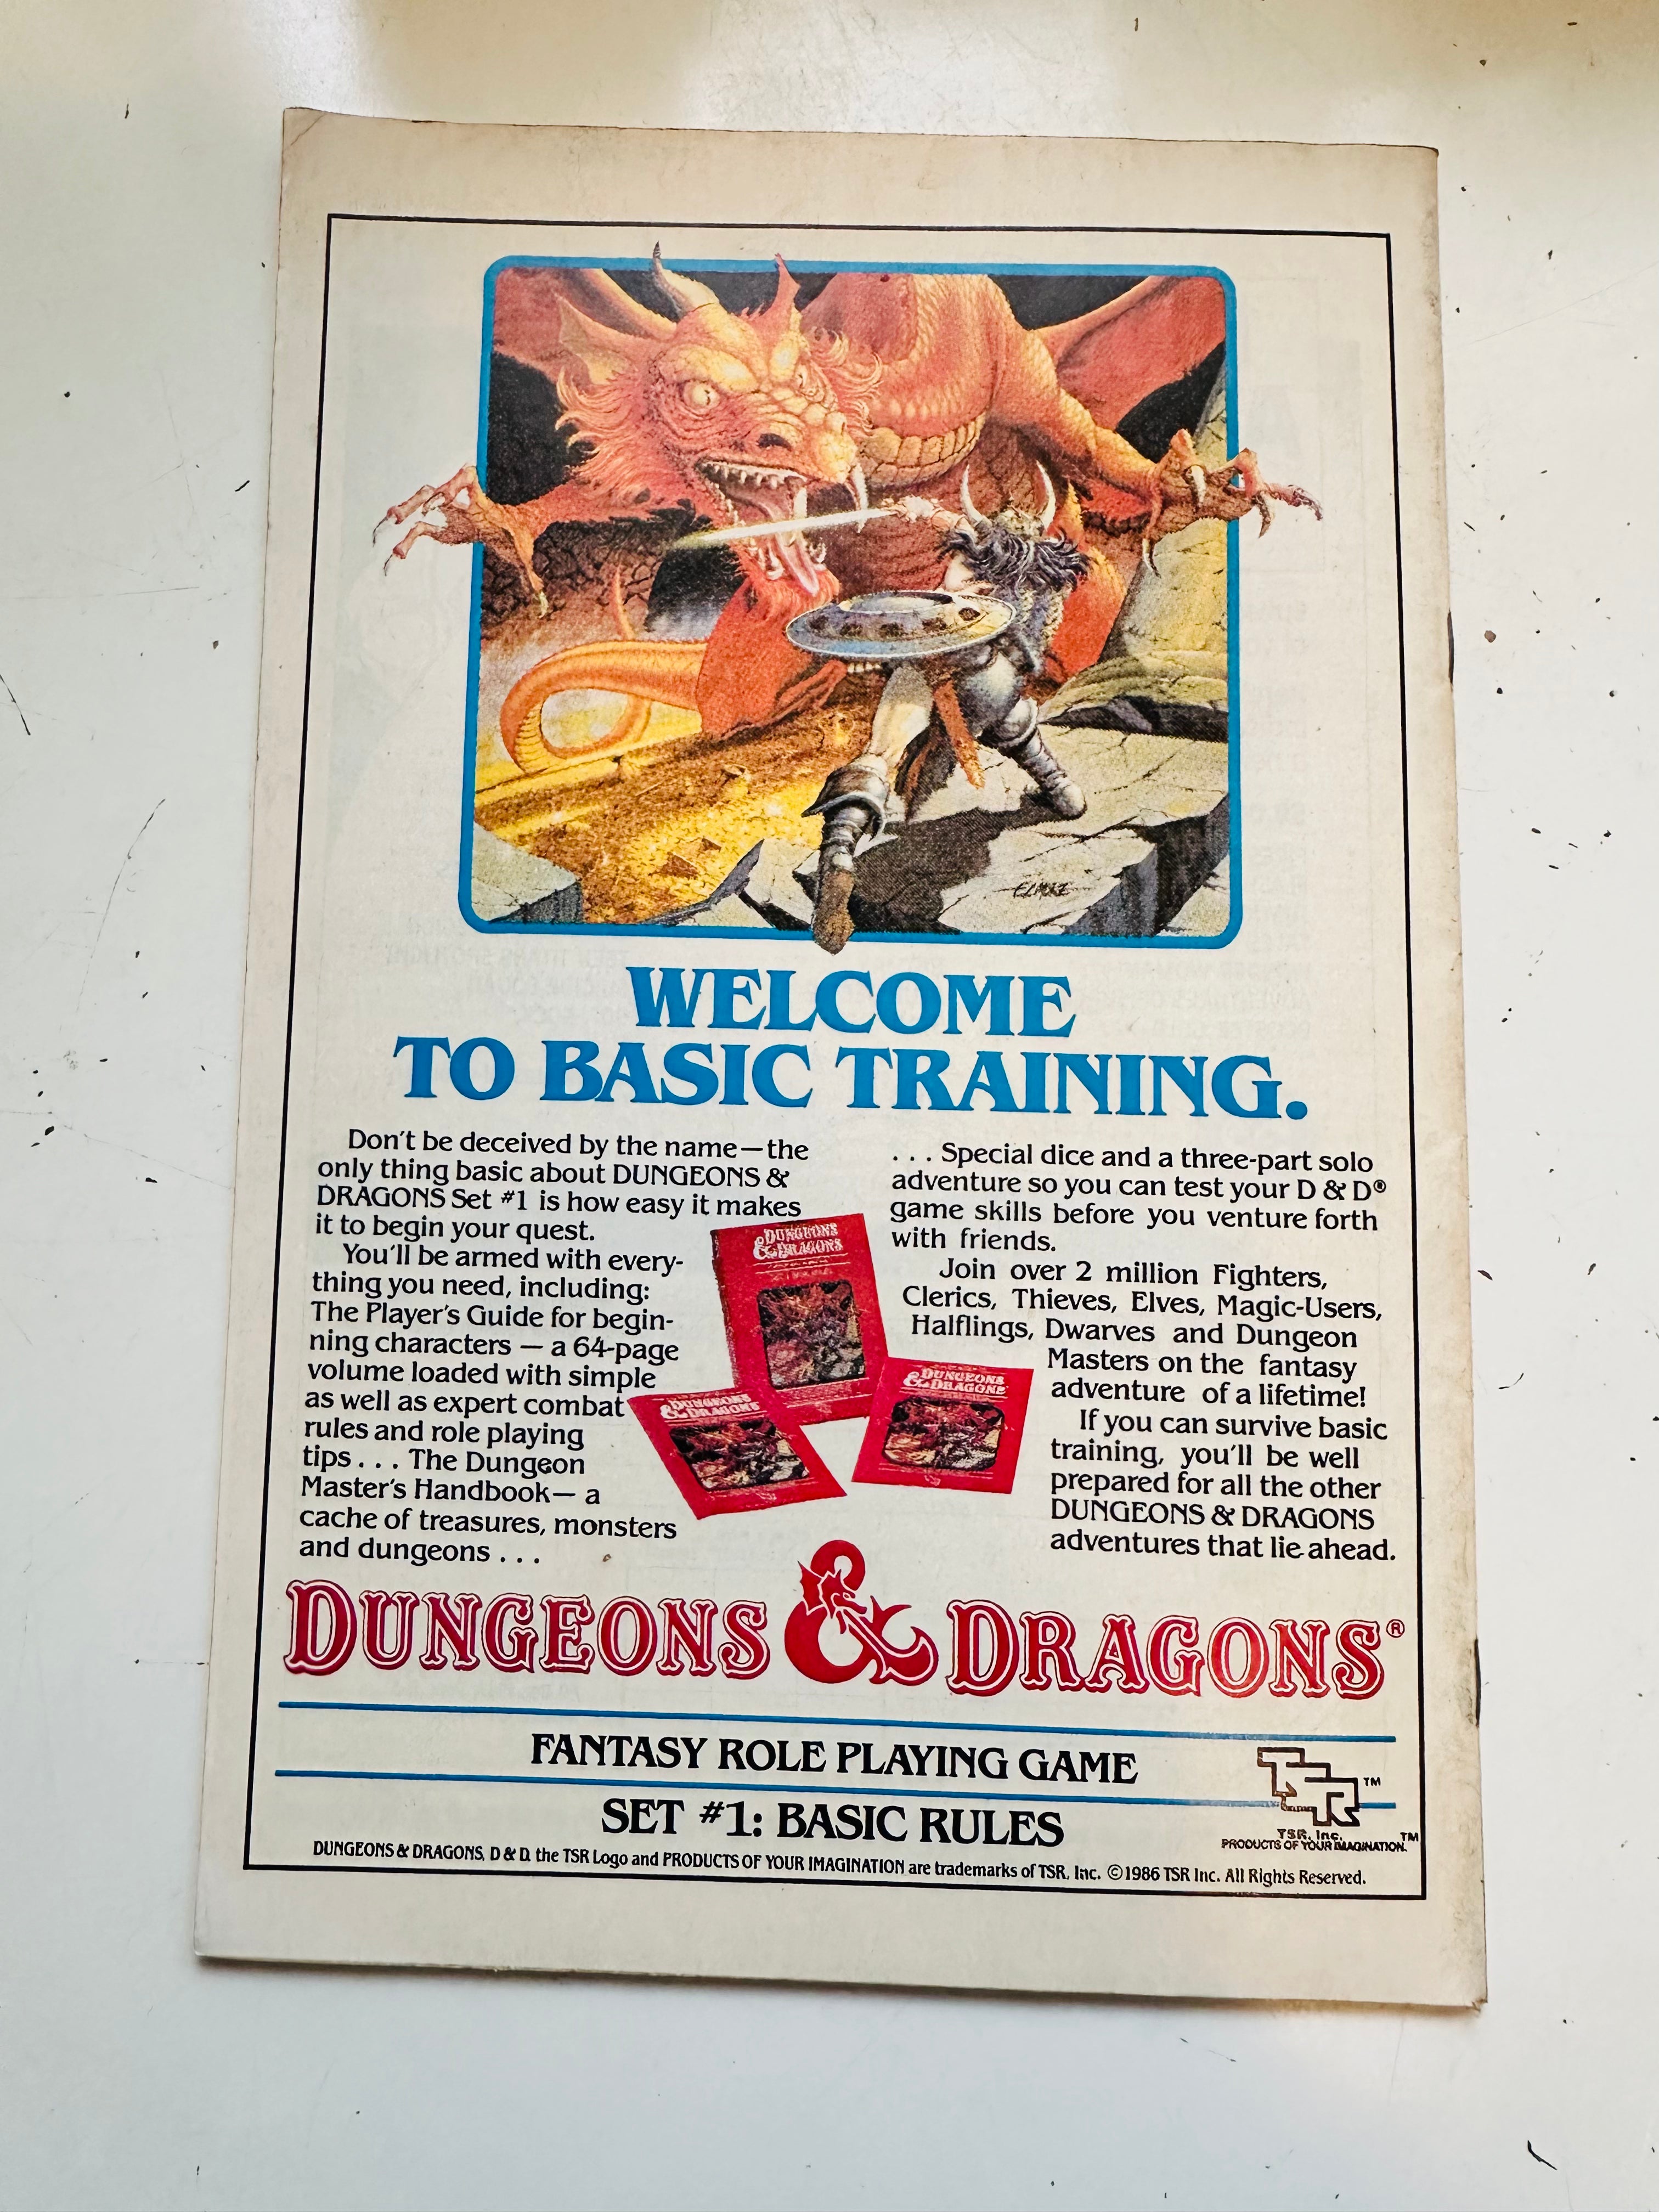 ELMORE
WELCOME
TO BASIC TRAINING.
Don't be deceived by the name—the
only thing basic about DUNGEONS &
DRAGONS Set #1 is how easy it makes
it to begin your quest.
You'll be armed with every-
thing you need, including:
The Player's Guide for begin-
ning characters — a 64-page
volume loaded with simple
as well as expert combat
rules and role playing
tips . . . The Dungeon
Master's Handbook— a
cache of treasures, monsters
and dungeons . . .
. . . Special dice and a three-part solo
adventure so you can test your D & D®
game skills before you venture forth
with friends.
Join over 2 million Fighters,
Clerics, Thieves, Elves, Magic-Users,
Halflings, Dwarves and Dungeon
Masters on the fantasy
adventure of a lifetime!
If you can survive basic
training, you'll be well
prepared for all the other
DUNGEONS & DRAGONS
adventures that lie ahead.
DUNGEONS
& DRAGONS
DUNGEONS
& DRAGONS
DUNGEONS
& DRAGONS
DUNGEONS & DRAGONS®
FANTASY ROLE PLAYING GAME
SET #1: BASIC RULES
TSR™
TSR, Inc.
PRODUCTS OF YOUR IMAGINATION.™
DUNGEONS & DRAGONS, D & D, the TSR Logo and PRODUCTS OF YOUR IMAGINATION are trademarks of TSR, Inc. ©1986 TSR Inc. All Rights Reserved.